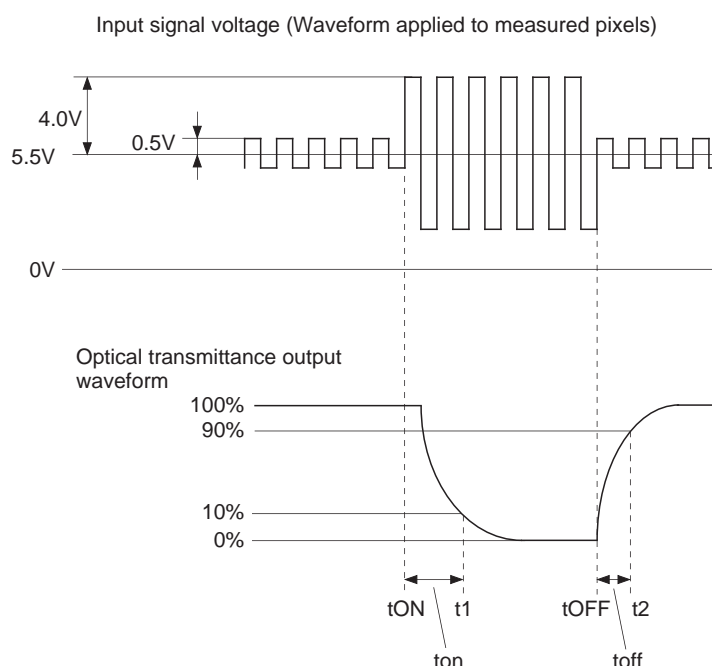 Input signal voltage (Waveform applied to measured pixels)
4.0V
0.5V
5.5V
0V
Optical transmittance output
waveform
100%
90%
10%
0%
tON t1 tOFF t2
ton toff